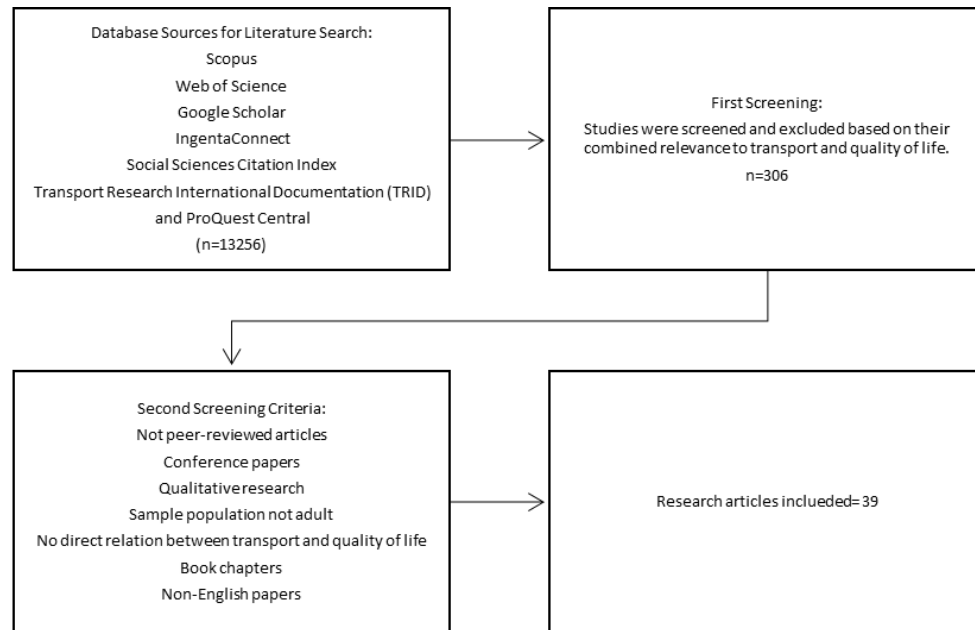 Database Sources for Literature Search:
Scopus
Web of Science
Google Scholar
IngentaConnect
Social Sciences Citation Index
Transport Research International Documentation (TRID)
and ProQuest Central
(n=13256)
First Screening:
Studies were screened and excluded based on their
combined relevance to transport and quality of life.
n=306
Second Screening Criteria:
Not peer-reviewed articles
Conference papers
Qualitative research
Sample population not adult
No direct relation between transport and quality of life
Book chapters
Non-English papers
Research articles inclueded=39